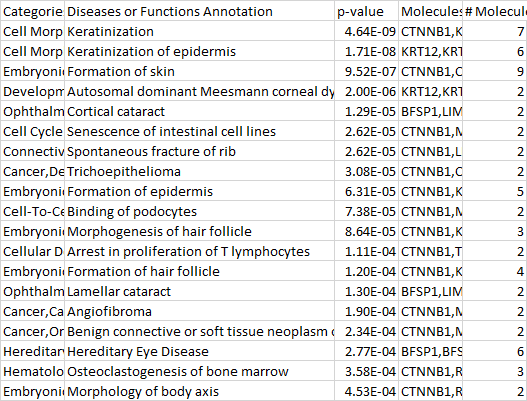 Categorie Diseases or Functions Annotation p-value Molecules # Molecule
Cell Morp Keratinization 4.64E-09 CTNNB1,K 7
Cell Morp Keratinization of epidermis 1.71E-08 KRT12,KRT 6
Embryonic Formation of skin 9.52E-07 CTNNB1,C 9
Developm Autosomal dominant Meesmann corneal dy 2.00E-06 KRT12,KRT 2
Ophthalm Cortical cataract 1.29E-05 BFSP1,LIM 2
Cell Cycle Senescence of intestinal cell lines 2.62E-05 CTNNB1,M 2
Connectiv Spontaneous fracture of rib 2.62E-05 CTNNB1,L 2
Cancer,De Trichoepithelioma 3.08E-05 CTNNB1,C 2
Embryonic Formation of epidermis 6.31E-05 CTNNB1,K 5
Cell-To-Ce Binding of podocytes 7.38E-05 CTNNB1,M 2
Embryonic Morphogenesis of hair follicle 8.64E-05 CTNNB1,K 3
Cellular D Arrest in proliferation of T lymphocytes 1.11E-04 CTNNB1,T 2
Embryonic Formation of hair follicle 1.20E-04 CTNNB1,K 4
Ophthalm Lamellar cataract 1.30E-04 BFSP1,LIM 2
Cancer,Ca Angiofibroma 1.90E-04 CTNNB1,M 2
Cancer,Or Benign connective or soft tissue neoplasm o 2.34E-04 CTNNB1,M 2
Hereditary Hereditary Eye Disease 2.77E-04 BFSP1,BFS 6
Hematolo Osteoclastogenesis of bone marrow 3.58E-04 CTNNB1,R 3
Embryonic Morphology of body axis 4.53E-04 CTNNB1,R 2